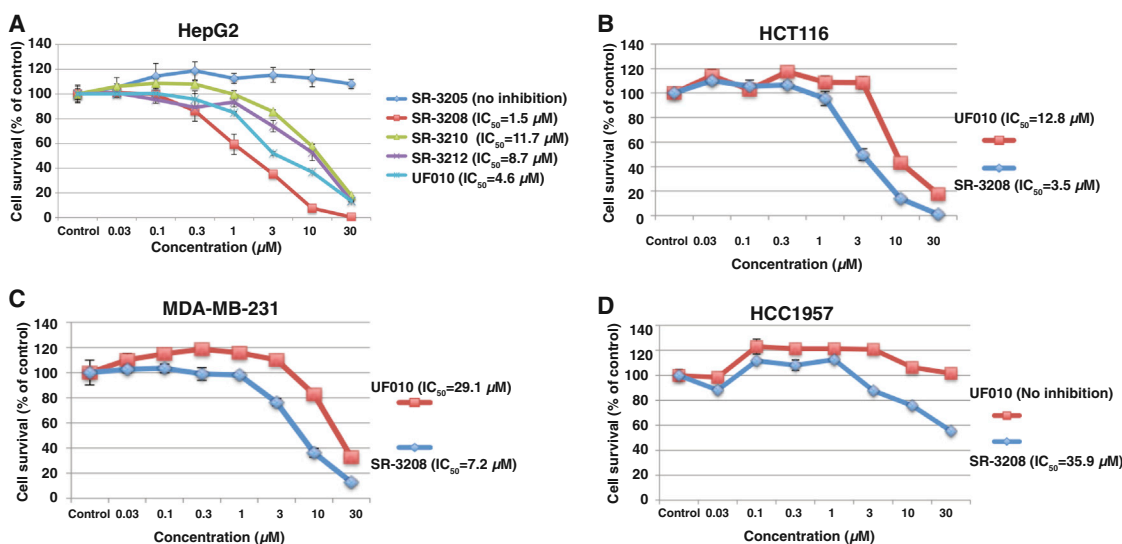 A
HepG2
Cell survival (% of control)
140
120
100
80
60
40
20
0
Control 0.03 0.1 0.3 1 3 10 30
Concentration (µM)
SR-3205 (no inhibition)
SR-3208 (IC50=1.5 µM)
SR-3210 (IC50=11.7 µM)
SR-3212 (IC50=8.7 µM)
UF010 (IC50=4.6 µM)
B
HCT116
Cell survival (% of control)
140
120
100
80
60
40
20
0
Control 0.03 0.1 0.3 1 3 10 30
Concentration (µM)
UF010 (IC50=12.8 µM)
SR-3208 (IC50=3.5 µM)
C
MDA-MB-231
Cell survival (% of control)
140
120
100
80
60
40
20
0
Control 0.03 0.1 0.3 1 3 10 30
Concentration (µM)
UF010 (IC50=29.1 µM)
SR-3208 (IC50=7.2 µM)
D
HCC1957
Cell survival (% of control)
140
120
100
80
60
40
20
0
Control 0.03 0.1 0.3 1 3 10 30
Concentration (µM)
UF010 (No inhibition)
SR-3208 (IC50=35.9 µM)